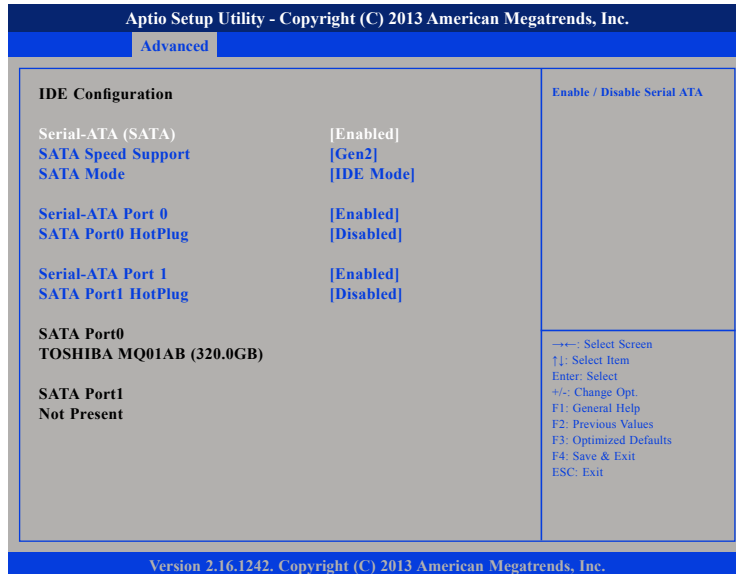 Aptio Setup Utility - Copyright (C) 2013 American Megatrends, Inc.
Advanced
IDE Configuration
Serial-ATA (SATA) [Enabled]
SATA Speed Support [Gen2]
SATA Mode [IDE Mode]
Serial-ATA Port 0 [Enabled]
SATA Port0 HotPlug [Disabled]
Serial-ATA Port 1 [Enabled]
SATA Port1 HotPlug [Disabled]
SATA Port0
TOSHIBA MQ01AB (320.0GB)
SATA Port1
Not Present
Enable / Disable Serial ATA
→←: Select Screen
↑↓: Select Item
Enter: Select
+/-: Change Opt.
F1: General Help
F2: Previous Values
F3: Optimized Defaults
F4: Save & Exit
ESC: Exit
Version 2.16.1242. Copyright (C) 2013 American Megatrends, Inc.